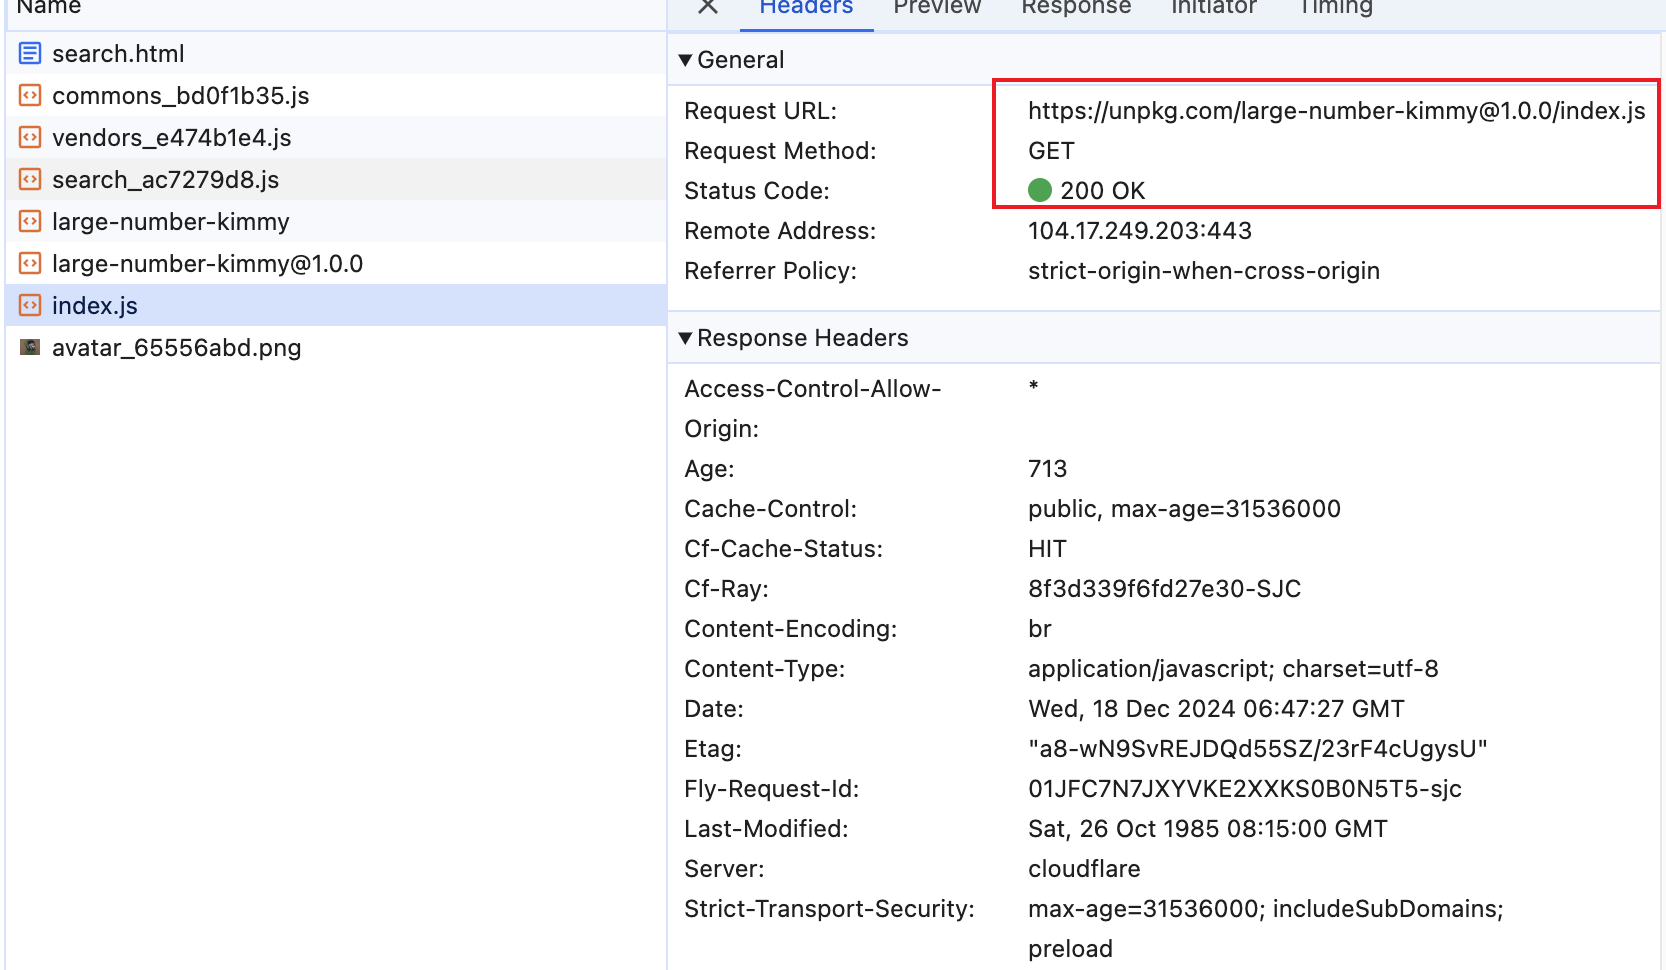 Name
search.html
commons_bd0f1b35.js
vendors_e474b1e4.js
search_ac7279d8.js
large-number-kimmy
large-number-kimmy@1.0.0
index.js
avatar_65556abd.png
Headers Preview Response Initiator Timing
General
Request URL: https://unpkg.com/large-number-kimmy@1.0.0/index.js
Request Method: GET
Status Code: 200 OK
Remote Address: 104.17.249.203:443
Referrer Policy: strict-origin-when-cross-origin
Response Headers
Access-Control-Allow- *
Origin:
Age: 713
Cache-Control: public, max-age=31536000
Cf-Cache-Status: HIT
Cf-Ray: 8f3d339f6fd27e30-SJC
Content-Encoding: br
Content-Type: application/javascript; charset=utf-8
Date: Wed, 18 Dec 2024 06:47:27 GMT
Etag: "a8-wN9SvREJDQd55SZ/23rF4cUgysU"
Fly-Request-Id: 01JFC7N7JXYVKE2XXKS0B0N5T5-sjc
Last-Modified: Sat, 26 Oct 1985 08:15:00 GMT
Server: cloudflare
Strict-Transport-Security: max-age=31536000; includeSubDomains;
preload